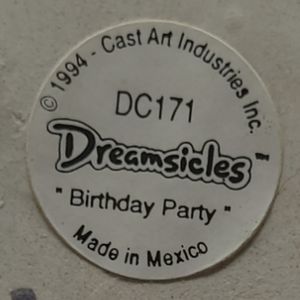 © 1994 - Cast Art Industries Inc.
DC171
Dreamsicles™
" Birthday Party "
Made in Mexico